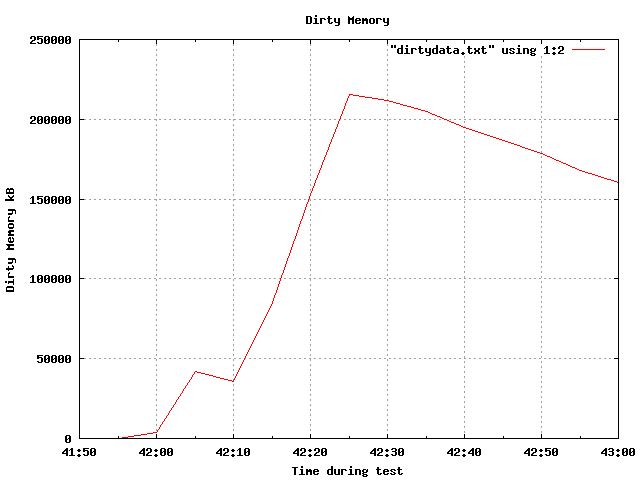 Dirty Memory
"dirtydata.txt" using 1:2
250000
200000
150000
100000
50000
0
Dirty Memory kB
41:50 42:00 42:10 42:20 42:30 42:40 42:50 43:00
Time during test